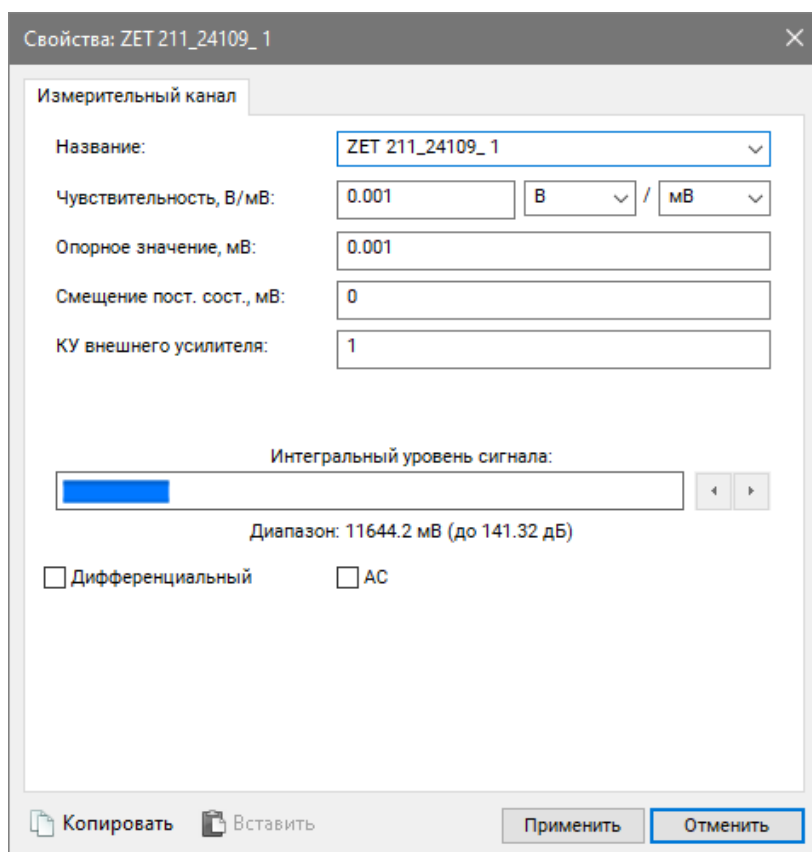 Свойства: ZET 211_24109_ 1
Измерительный канал
Название: ZET 211_24109_ 1
Чувствительность, В/мВ: 0.001 В / мВ
Опорное значение, мВ: 0.001
Смещение пост. сост., мВ: 0
КУ внешнего усилителя: 1
Интегральный уровень сигнала:
Диапазон: 11644.2 мВ (до 141.32 дБ)
Дифференциальный AC
Копировать Вставить Применить Отменить